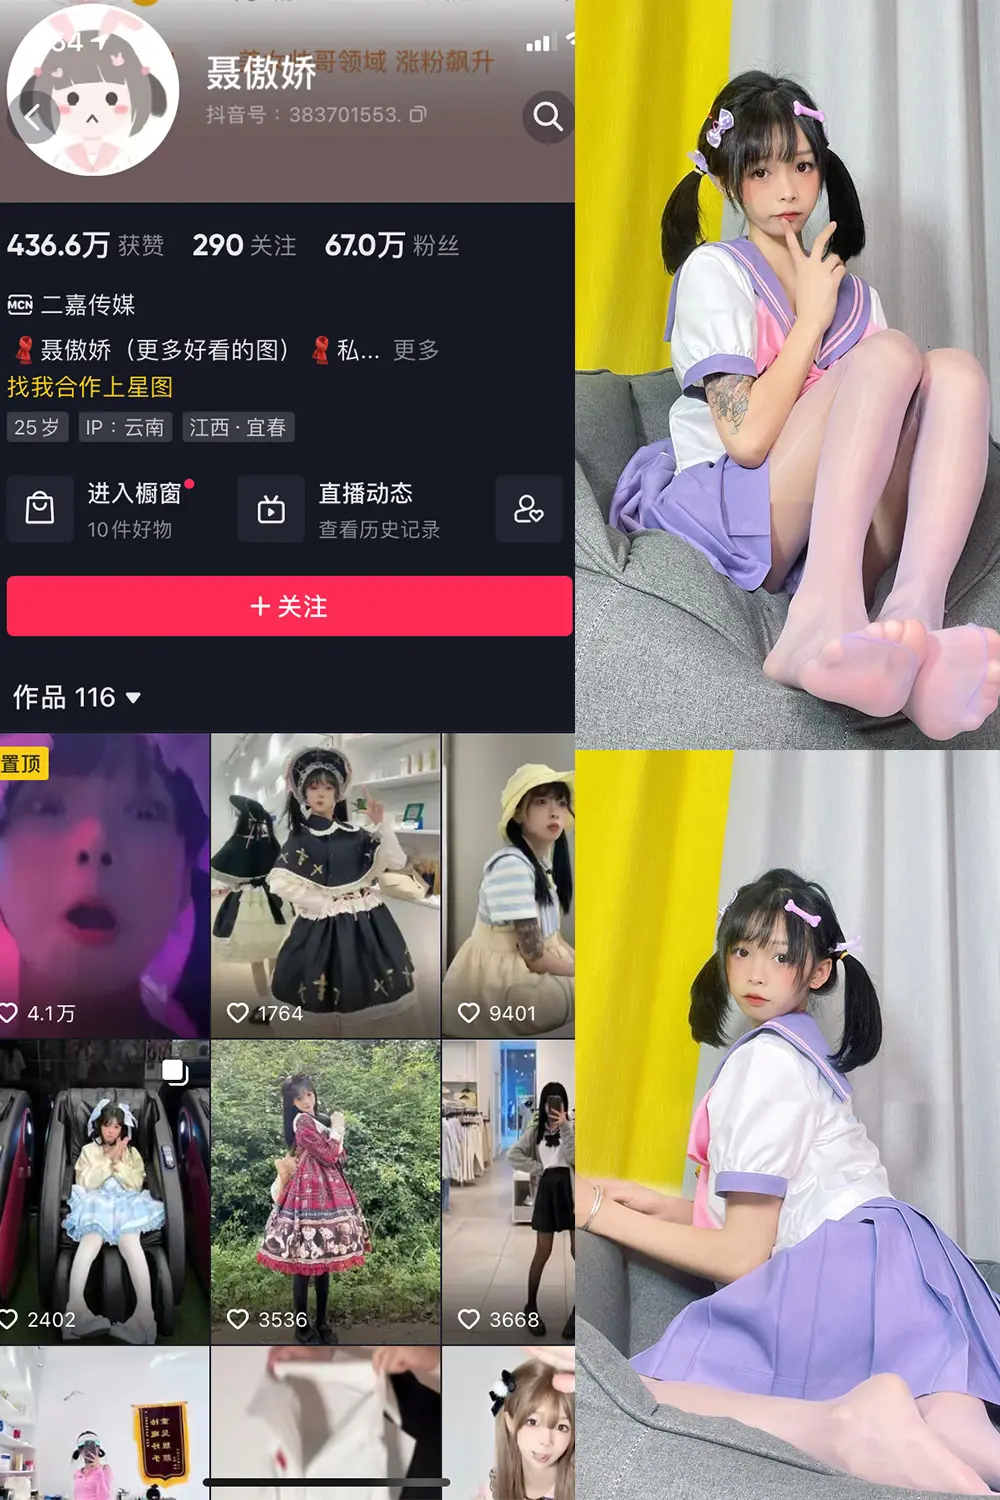 聂傲娇
哥领域 涨粉飙升
抖音号：383701553.
436.6万 获赞 290 关注 67.0万 粉丝
MCN 二嘉传媒
聂傲娇（更多好看的图） 私... 更多
找我合作上星图
25岁 IP：云南 江西·宜春
进入橱窗 直播动态
10件好物 查看历史记录
+ 关注
作品 116
置顶
4.1万 1764 9401
2402 3536 3668